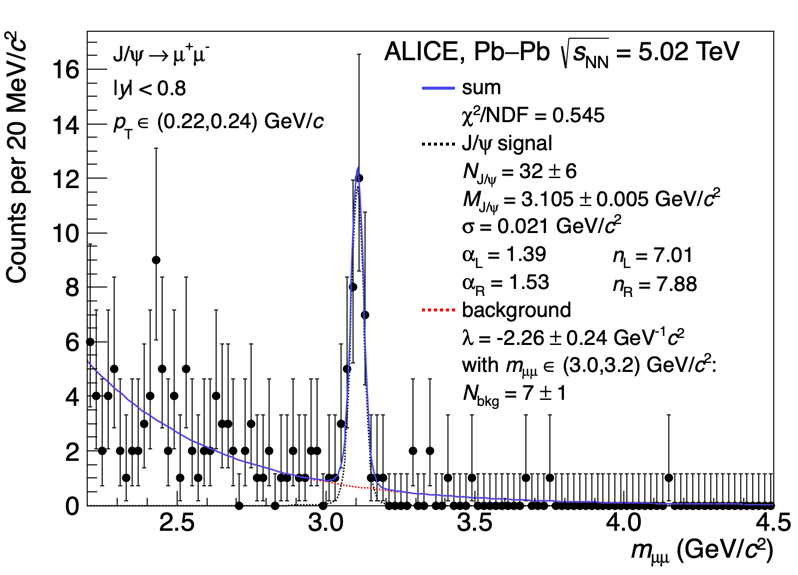 J/ψ → μ⁺μ⁻
|y| < 0.8
p_T ∈ (0.22,0.24) GeV/c
ALICE, Pb–Pb √s_NN = 5.02 TeV
sum
χ²/NDF = 0.545
J/ψ signal
N_J/ψ = 32 ± 6
M_J/ψ = 3.105 ± 0.005 GeV/c²
σ = 0.021 GeV/c²
α_L = 1.39 n_L = 7.01
α_R = 1.53 n_R = 7.88
background
λ = -2.26 ± 0.24 GeV⁻¹c²
with m_μμ ∈ (3.0,3.2) GeV/c²:
N_bkg = 7 ± 1
Counts per 20 MeV/c²
16
14
12
10
8
6
4
2
0
2.5 3.0 3.5 4.0 4.5
m_μμ (GeV/c²)